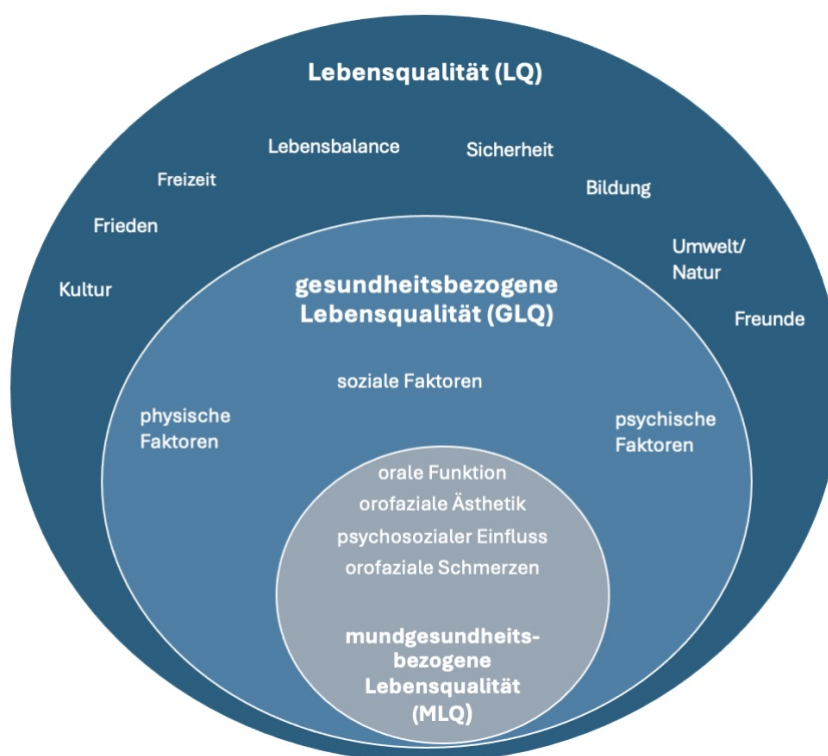 Lebensqualität (LQ)
Lebensbalance
Sicherheit
Freizeit
Bildung
Frieden
Umwelt/
Natur
Kultur
Freunde
gesundheitsbezogene
Lebensqualität (GLQ)
soziale Faktoren
physische
Faktoren
psychische
Faktoren
orale Funktion
orofaziale Ästhetik
psychosozialer Einfluss
orofaziale Schmerzen
mundgesundheits-
bezogene
Lebensqualität
(MLQ)